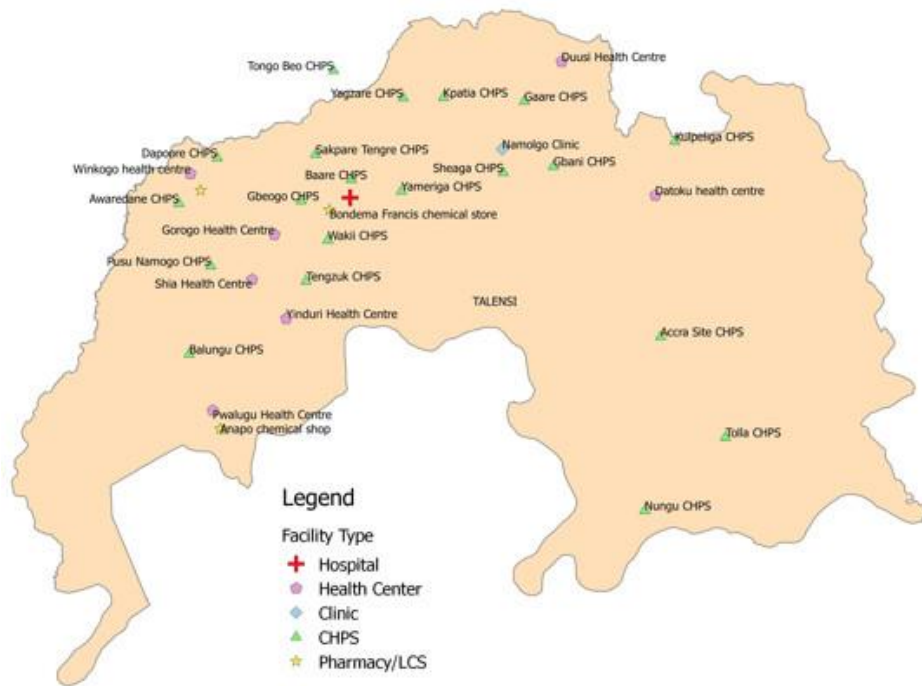 Duusi Health Centre
Tongo Beo CHPS
Yagzare CHPS
Kpatia CHPS
Gaare CHPS
Kulpeliga CHPS
Namolgo Clinic
Dapoore CHPS
Sakpare Tengre CHPS
Gbani CHPS
Winkogo health centre
Sheaga CHPS
Baare CHPS
Yameriga CHPS
Datoku health centre
Awaredane CHPS
Gbeogo CHPS
Bondema Francis chemical store
Gorogo Health Centre
Wakii CHPS
Pusu Namogo CHPS
Shia Health Centre
Tengzuk CHPS
TALENSI
Yinduri Health Centre
Accra Site CHPS
Balungu CHPS
Pwalugu Health Centre
Anapo chemical shop
Tolla CHPS
Nungu CHPS
Legend
Facility Type
Hospital
Health Center
Clinic
CHPS
Pharmacy/LCS